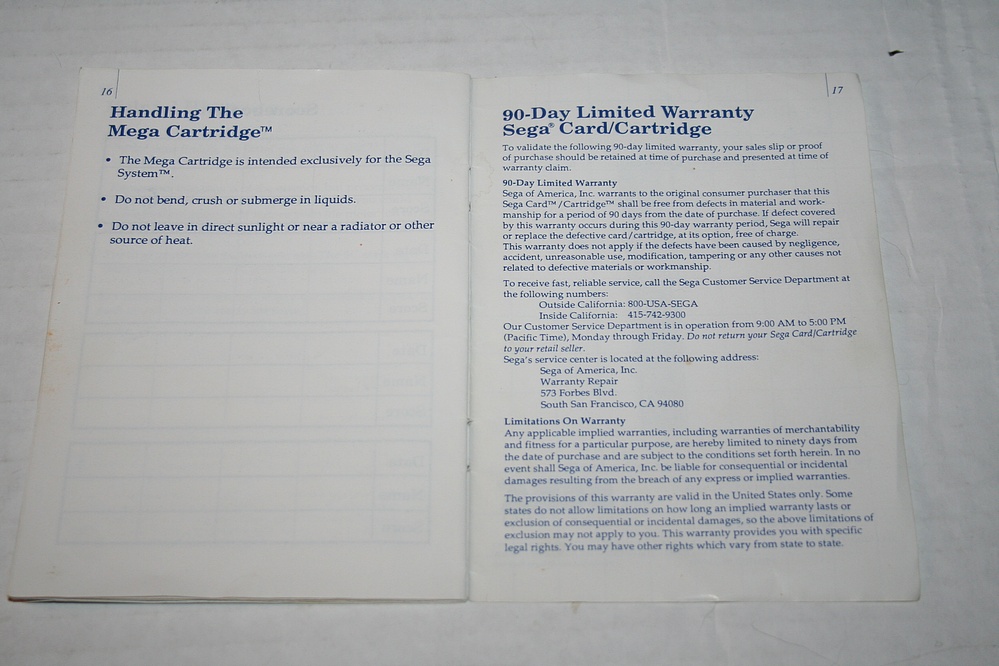 16
Handling The
Mega Cartridge™
• The Mega Cartridge is intended exclusively for the Sega
System™.
• Do not bend, crush or submerge in liquids.
• Do not leave in direct sunlight or near a radiator or other
source of heat.
17
90-Day Limited Warranty
Sega® Card/Cartridge
To validate the following 90-day limited warranty, your sales slip or proof
of purchase should be retained at time of purchase and presented at time of
warranty claim.
90-Day Limited Warranty
Sega of America, Inc. warrants to the original consumer purchaser that this
Sega Card™/Cartridge™ shall be free from defects in material and work-
manship for a period of 90 days from the date of purchase. If defect covered
by this warranty occurs during this 90-day warranty period, Sega will repair
or replace the defective card/cartridge, at its option, free of charge.
This warranty does not apply if the defects have been caused by negligence,
accident, unreasonable use, modification, tampering or any other causes not
related to defective materials or workmanship.
To receive fast, reliable service, call the Sega Customer Service Department at
the following numbers:
Outside California: 800-USA-SEGA
Inside California: 415-742-9300
Our Customer Service Department is in operation from 9:00 AM to 5:00 PM
(Pacific Time), Monday through Friday. Do not return your Sega Card/Cartridge
to your retail seller.
Sega's service center is located at the following address:
Sega of America, Inc.
Warranty Repair
573 Forbes Blvd.
South San Francisco, CA 94080
Limitations On Warranty
Any applicable implied warranties, including warranties of merchantability
and fitness for a particular purpose, are hereby limited to ninety days from
the date of purchase and are subject to the conditions set forth herein. In no
event shall Sega of America, Inc. be liable for consequential or incidental
damages resulting from the breach of any express or implied warranties.
The provisions of this warranty are valid in the United States only. Some
states do not allow limitations on how long an implied warranty lasts or
exclusion of consequential or incidental damages, so the above limitations of
exclusion may not apply to you. This warranty provides you with specific
legal rights. You may have other rights which vary from state to state.